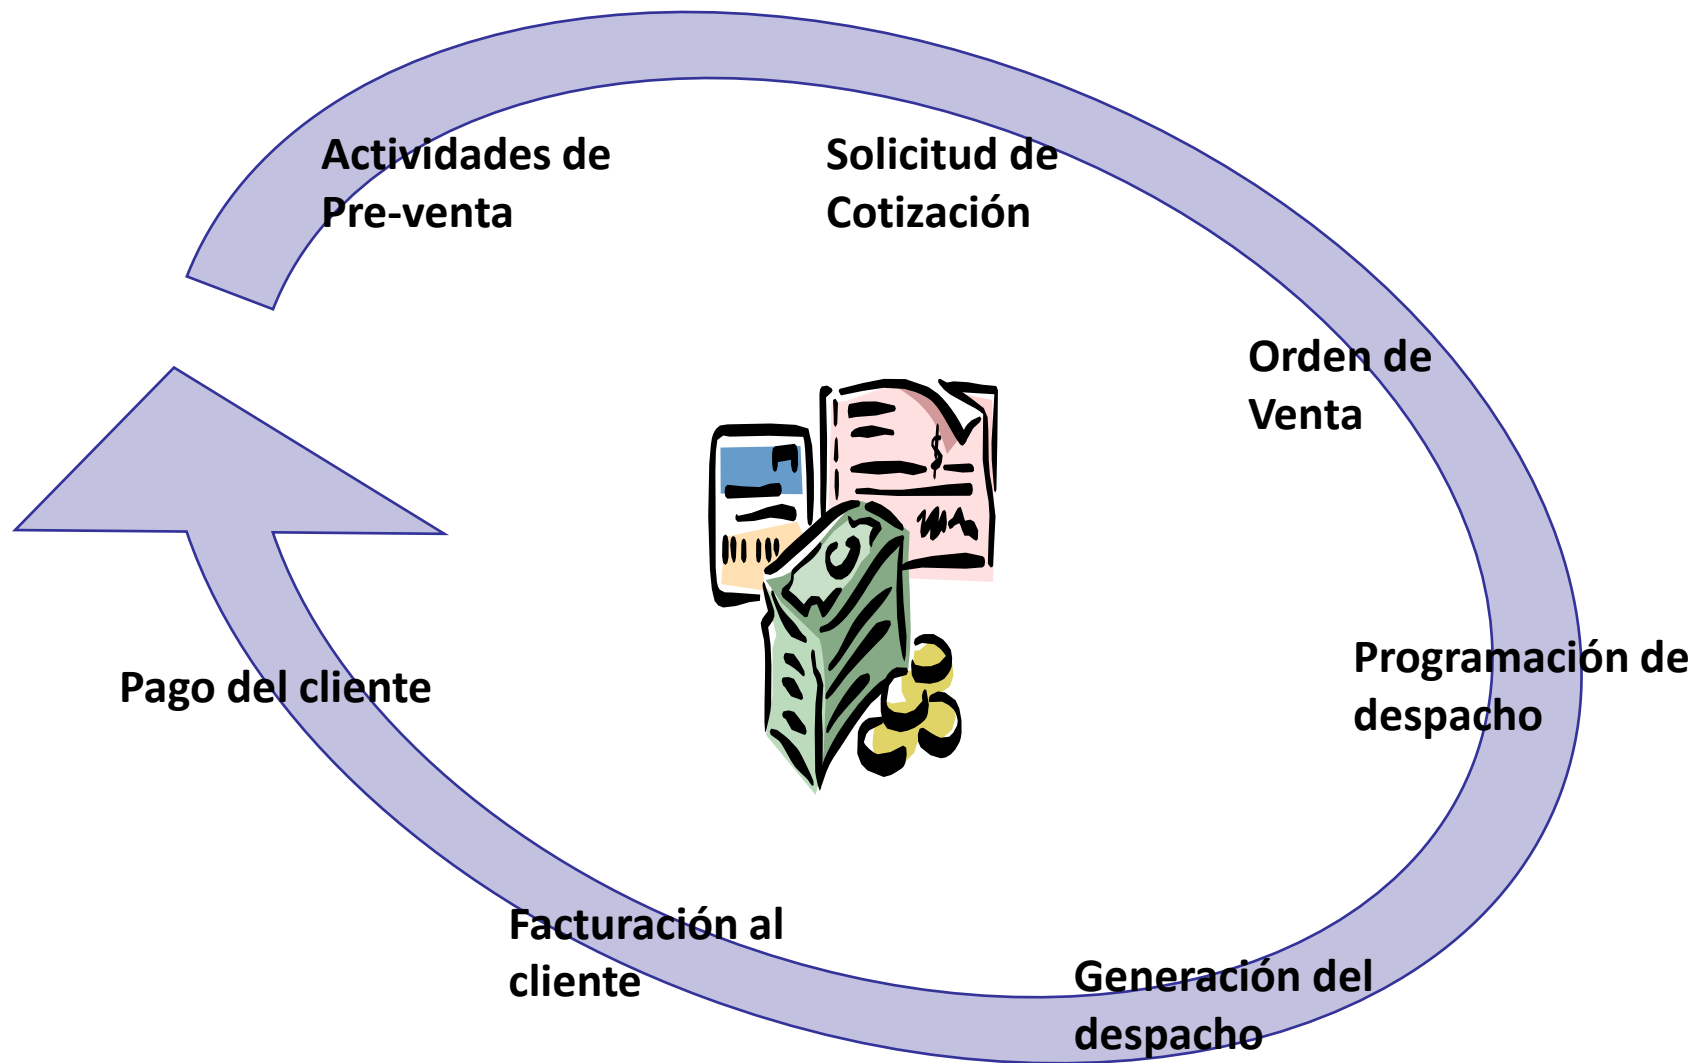 Actividades de
Pre-venta
Solicitud de
Cotización
Orden de
Venta
Programación de
despacho
Generación del
despacho
Facturación al
cliente
Pago del cliente